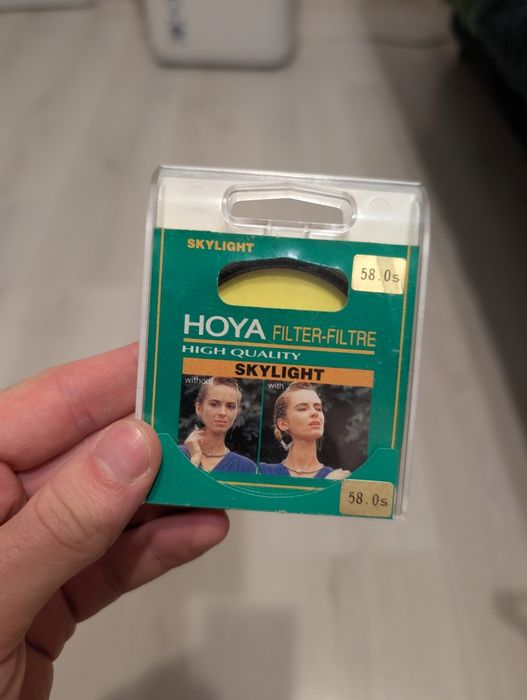 SKYLIGHT
58.0s
HOYA FILTER-FILTRE
HIGH QUALITY
SKYLIGHT
without with
58.0s